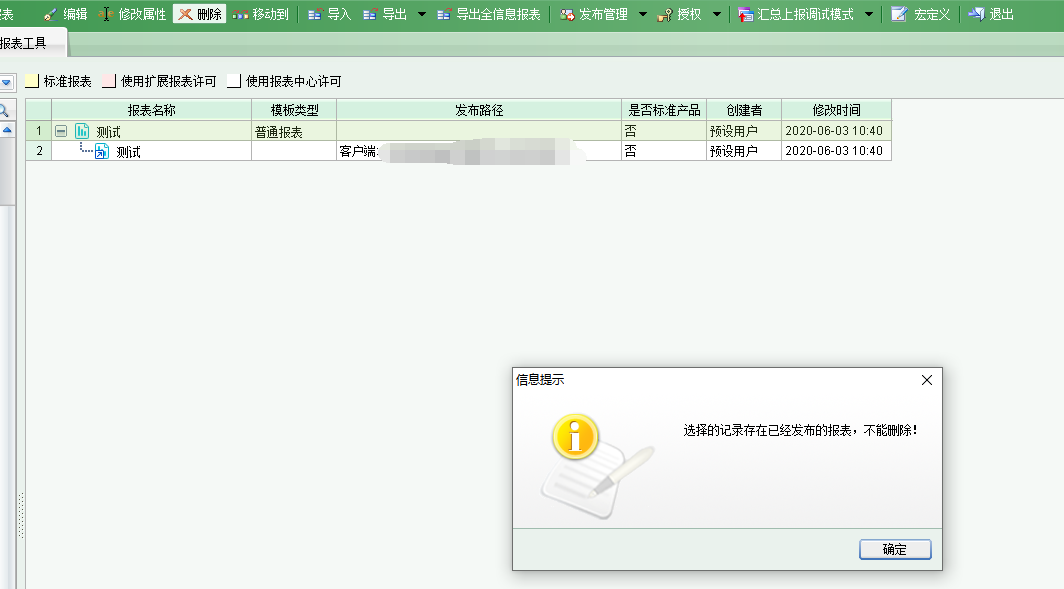 表 编辑 修改属性 删除 移动到 导入 导出 导出全信息报表 发布管理 授权 汇总上报调试模式 宏定义 退出
报表工具
标准报表 使用扩展报表许可 使用报表中心许可
报表名称 模板类型 发布路径 是否标准产品 创建者 修改时间
1 测试 普通报表 否 预设用户 2020-06-03 10:40
2 测试 客户端: 否 预设用户 2020-06-03 10:40
信息提示
选择的记录存在已经发布的报表，不能删除！
确定